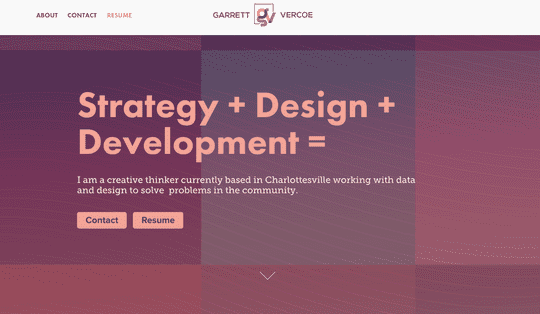 ABOUT CONTACT RESUME GARRETT gv VERCOE
Strategy + Design +
Development =
I am a creative thinker currently based in Charlottesville working with data
and design to solve  problems in the community.
Contact Resume